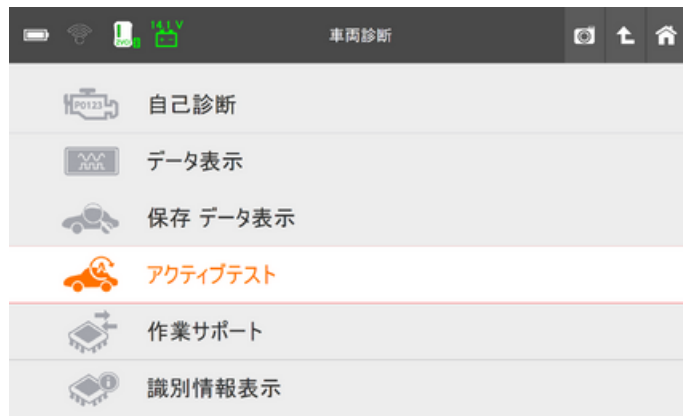 14.1 V
車両診断
P0123
自己診断
データ表示
保存 データ表示
アクティブテスト
作業サポート
識別情報表示